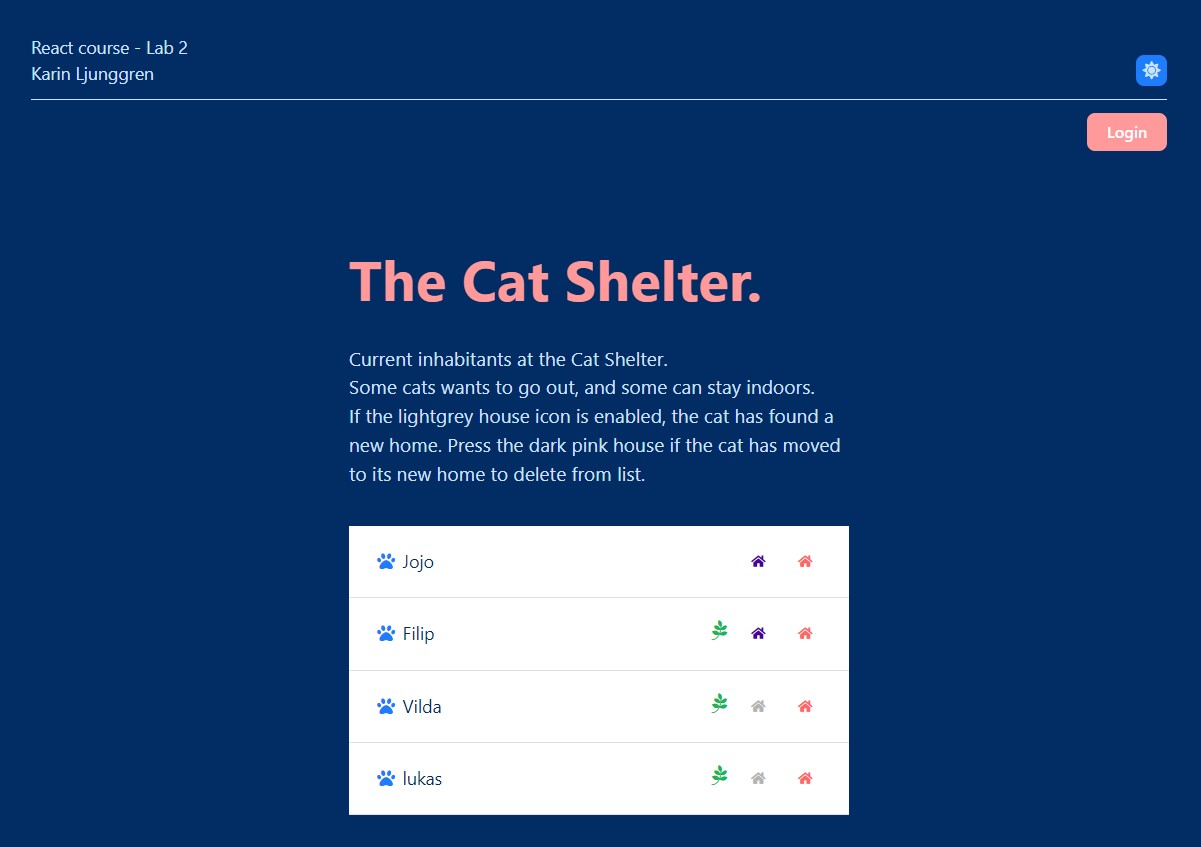 React course - Lab 2
Karin Ljunggren
Login
The Cat Shelter.
Current inhabitants at the Cat Shelter.
Some cats wants to go out, and some can stay indoors.
If the lightgrey house icon is enabled, the cat has found a
new home. Press the dark pink house if the cat has moved
to its new home to delete from list.
Jojo
Filip
Vilda
lukas